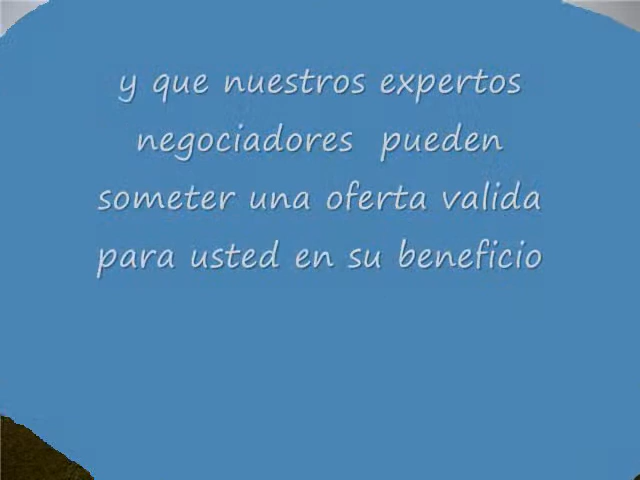 y que nuestros expertos
negociadores pueden
someter una oferta valida
para usted en su beneficio